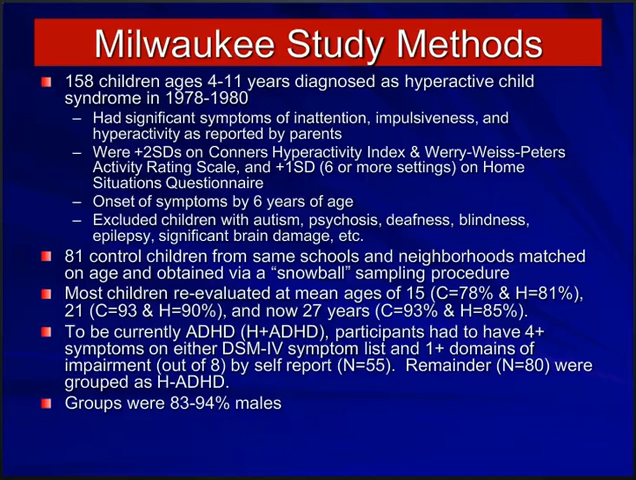 Milwaukee Study Methods
158 children ages 4-11 years diagnosed as hyperactive child
syndrome in 1978-1980
– Had significant symptoms of inattention, impulsiveness, and
hyperactivity as reported by parents
– Were +2SDs on Conners Hyperactivity Index & Werry-Weiss-Peters
Activity Rating Scale, and +1SD (6 or more settings) on Home
Situations Questionnaire
– Onset of symptoms by 6 years of age
– Excluded children with autism, psychosis, deafness, blindness,
epilepsy, significant brain damage, etc.
81 control children from same schools and neighborhoods matched
on age and obtained via a “snowball” sampling procedure
Most children re-evaluated at mean ages of 15 (C=78% & H=81%),
21 (C=93 & H=90%), and now 27 years (C=93% & H=85%).
To be currently ADHD (H+ADHD), participants had to have 4+
symptoms on either DSM-IV symptom list and 1+ domains of
impairment (out of 8) by self report (N=55). Remainder (N=80) were
grouped as H-ADHD.
Groups were 83-94% males